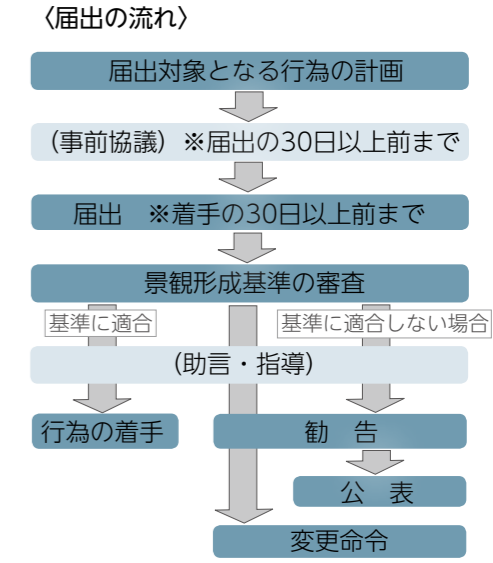 〈届出の流れ〉
届出対象となる行為の計画
（事前協議）※届出の30日以上前まで
届出　※着手の30日以上前まで
景観形成基準の審査
基準に適合
基準に適合しない場合
（助言・指導）
行為の着手
勧　告
公　表
変更命令